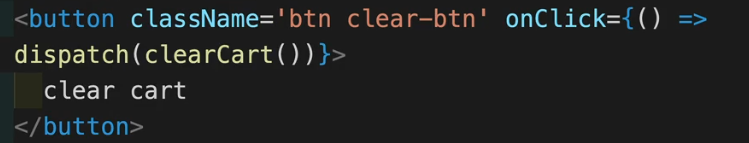 <button className='btn clear-btn' onClick={() =>
dispatch(clearCart())}>
clear cart
</button>